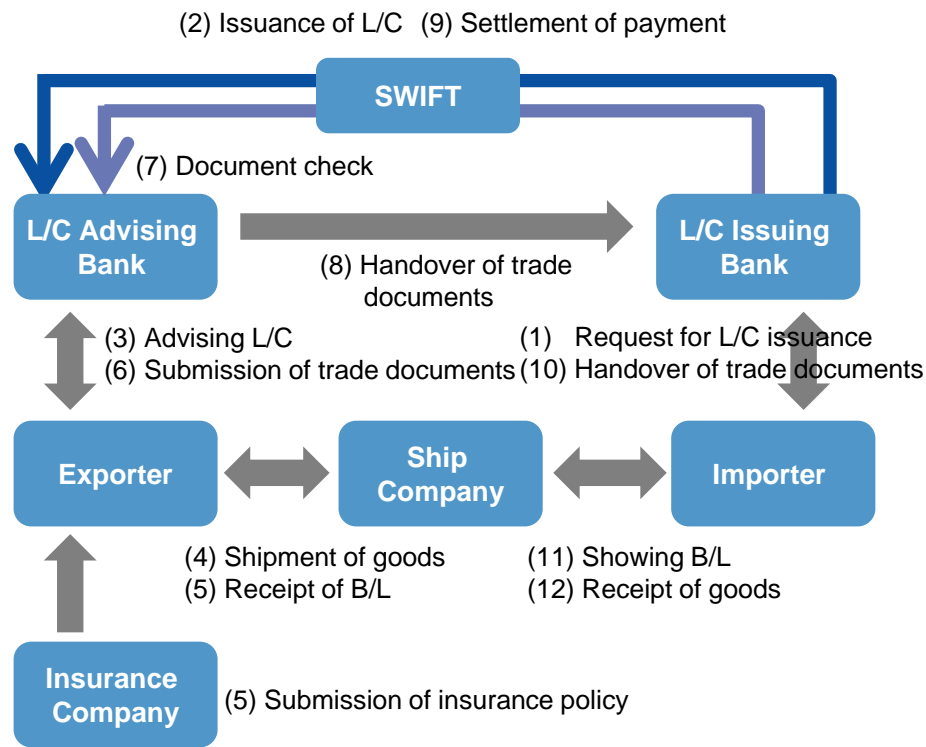 (2) Issuance of L/C (9) Settlement of payment
SWIFT
(7) Document check
L/C Advising
Bank
L/C Issuing
Bank
(8) Handover of trade
documents
(3) Advising L/C
(6) Submission of trade documents
(1) Request for L/C issuance
(10) Handover of trade documents
Exporter
Ship
Company
Importer
(4) Shipment of goods
(5) Receipt of B/L
(11) Showing B/L
(12) Receipt of goods
Insurance
Company
(5) Submission of insurance policy